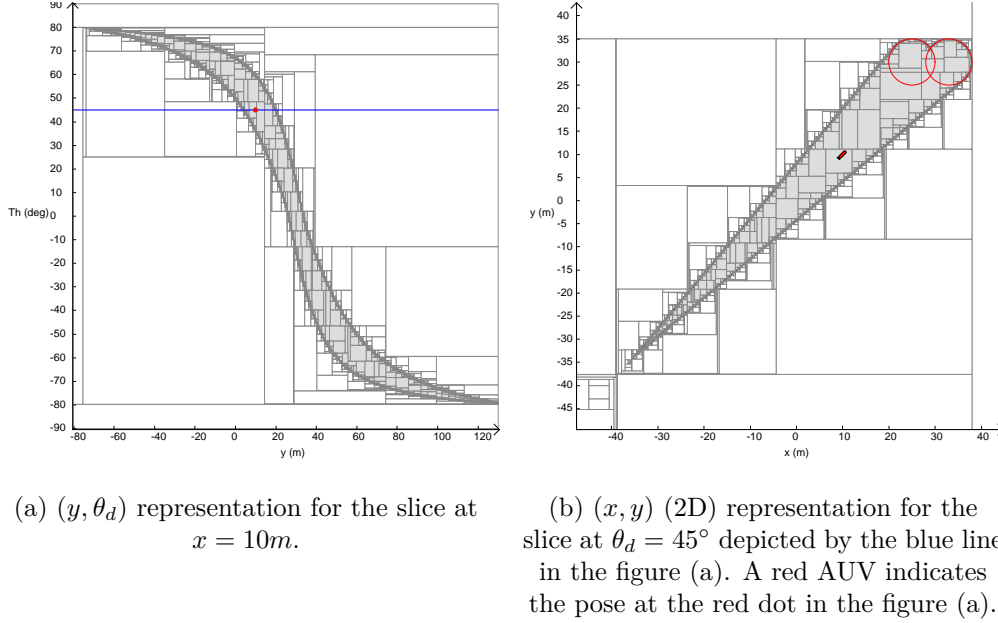 90
80
70
60
50
40
30
20
10
Th (deg) 0
-10
-20
-30
-40
-50
-60
-70
-80
-90
-80 -60 -40 -20 0 20 40 60 80 100 120
y (m)
40
35
30
25
20
15
10
5
y (m) 0
-5
-10
-15
-20
-25
-30
-35
-40
-45
-40 -30 -20 -10 0 10 20 30 40
x (m)
(a) (y, θd) representation for the slice at
x = 10m.
(b) (x, y) (2D) representation for the
slice at θd = 45° depicted by the blue line
in the figure (a). A red AUV indicates
the pose at the red dot in the figure (a).